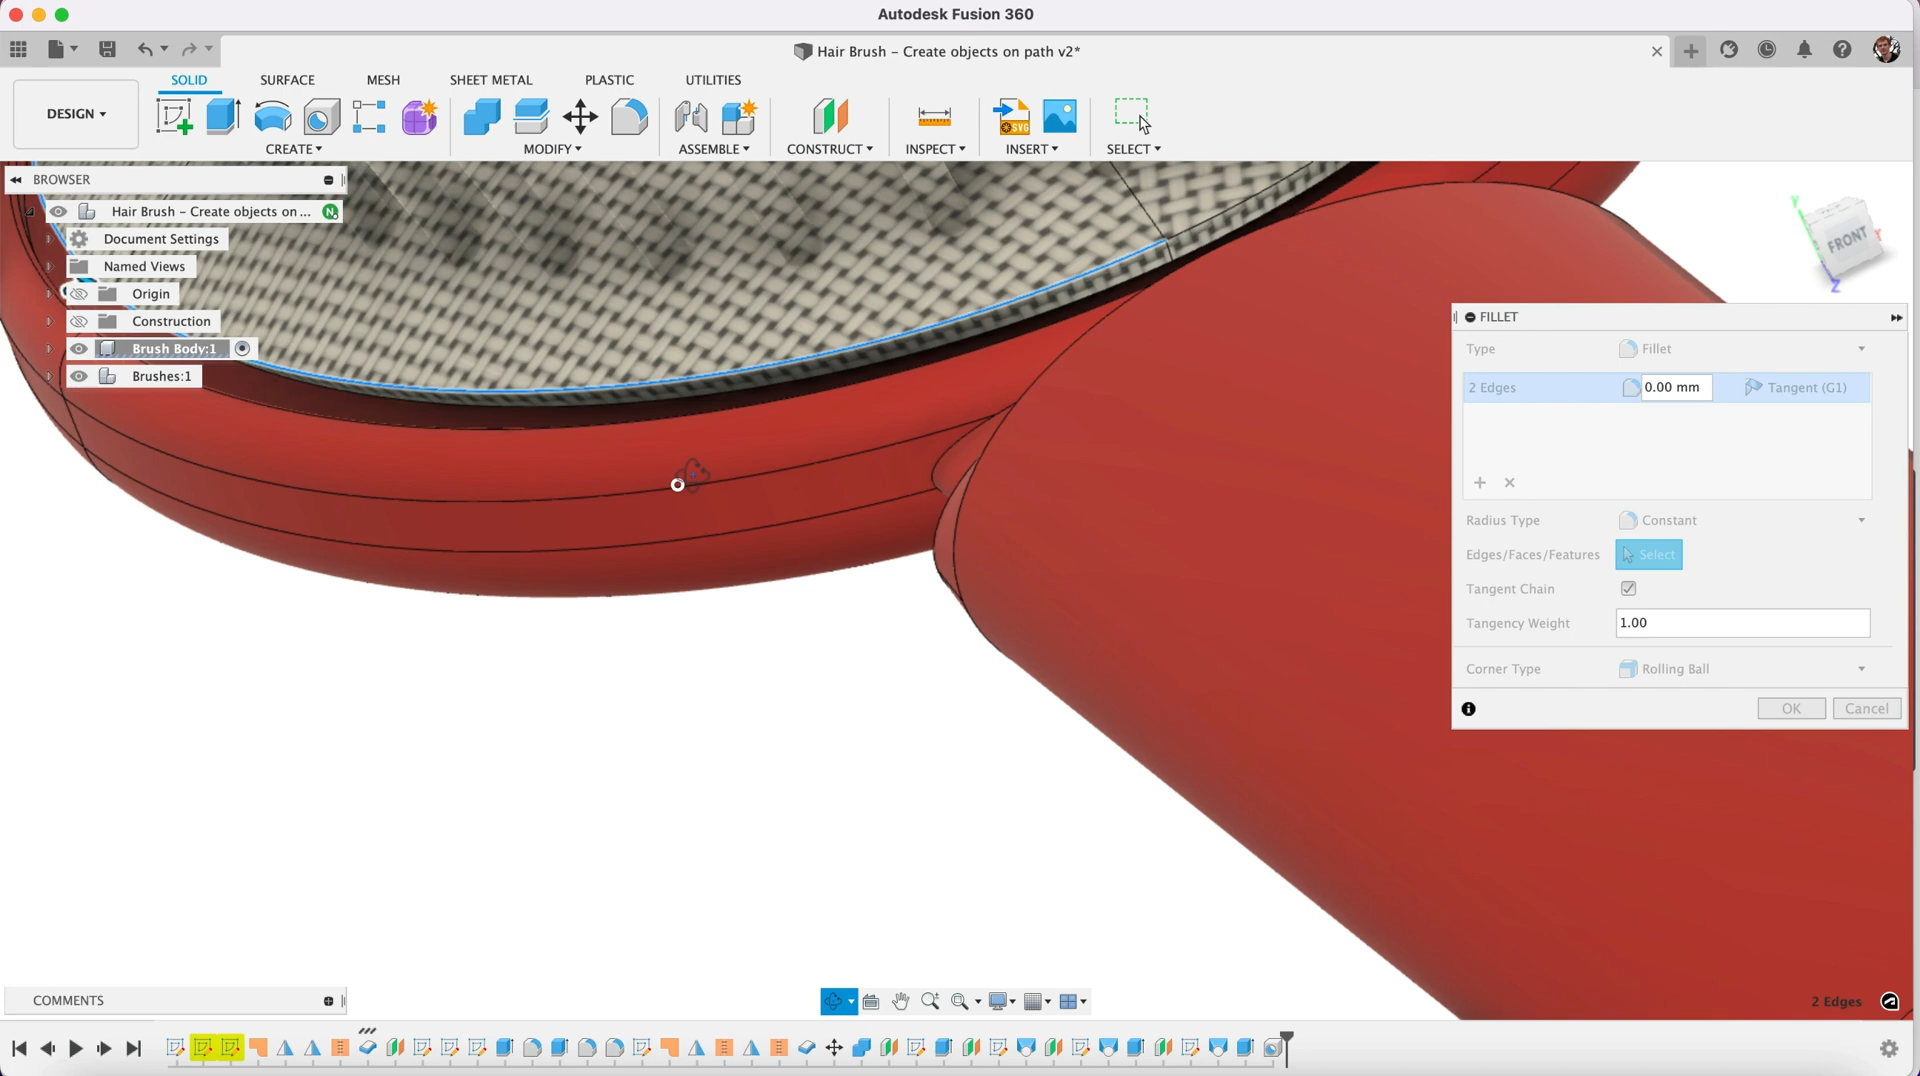 Autodesk Fusion 360
Hair Brush – Create objects on path v2*
SOLID SURFACE MESH SHEET METAL PLASTIC UTILITIES
DESIGN
SVG
CREATE MODIFY ASSEMBLE CONSTRUCT INSPECT INSERT SELECT
BROWSER
Hair Brush – Create objects on ...
N
Document Settings
Named Views
Origin
Construction
Brush Body:1
Brushes:1
Y
FRONT
X
Z
FILLET
Type Fillet
2 Edges 0.00 mm Tangent (G1)
Radius Type Constant
Edges/Faces/Features Select
Tangent Chain
Tangency Weight 1.00
Corner Type Rolling Ball
OK Cancel
COMMENTS
2 Edges